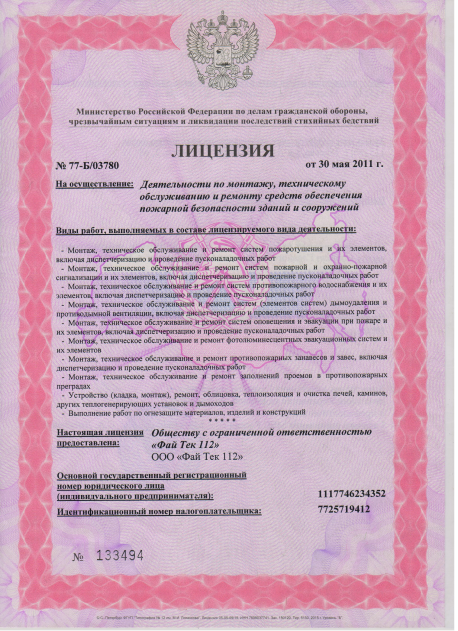 Министерство Российской Федерации по делам гражданской обороны,
чрезвычайным ситуациям и ликвидации последствий стихийных бедствий
ЛИЦЕНЗИЯ
№ 77-Б/03780 от 30 мая 2011 г.
На осуществление: Деятельности по монтажу, техническому
обслуживанию и ремонту средств обеспечения
пожарной безопасности зданий и сооружений
Виды работ, выполняемых в составе лицензируемого вида деятельности:
- Монтаж, техническое обслуживание и ремонт систем пожаротушения и их элементов,
включая диспетчеризацию и проведение пусконаладочных работ
- Монтаж, техническое обслуживание и ремонт систем пожарной и охранно-пожарной
сигнализации и их элементов, включая диспетчеризацию и проведение пусконаладочных работ
- Монтаж, техническое обслуживание и ремонт систем противопожарного водоснабжения и их
элементов, включая диспетчеризацию и проведение пусконаладочных работ
- Монтаж, техническое обслуживание и ремонт систем (элементов систем) дымоудаления и
противодымной вентиляции, включая диспетчеризацию и проведение пусконаладочных работ
- Монтаж, техническое обслуживание и ремонт систем оповещения и эвакуации при пожаре и
их элементов, включая диспетчеризацию и проведение пусконаладочных работ
- Монтаж, техническое обслуживание и ремонт фотолюминесцентных эвакуационных систем и
их элементов
- Монтаж, техническое обслуживание и ремонт противопожарных занавесов и завес, включая
диспетчеризацию и проведение пусконаладочных работ
- Монтаж, техническое обслуживание и ремонт заполнений проемов в противопожарных
преградах
- Устройство (кладка, монтаж), ремонт, облицовка, теплоизоляция и очистка печей, каминов,
других теплогенерирующих установок и дымоходов
- Выполнение работ по огнезащите материалов, изделий и конструкций
* * * * *
Настоящая лицензия Обществу с ограниченной ответственностью
предоставлена: «Фай Тек 112»
ООО «Фай Тек 112»
Основной государственный регистрационный
номер юридического лица
(индивидуального предпринимателя): 1117746234352
Идентификационный номер налогоплательщика: 7725719412
№ 133494